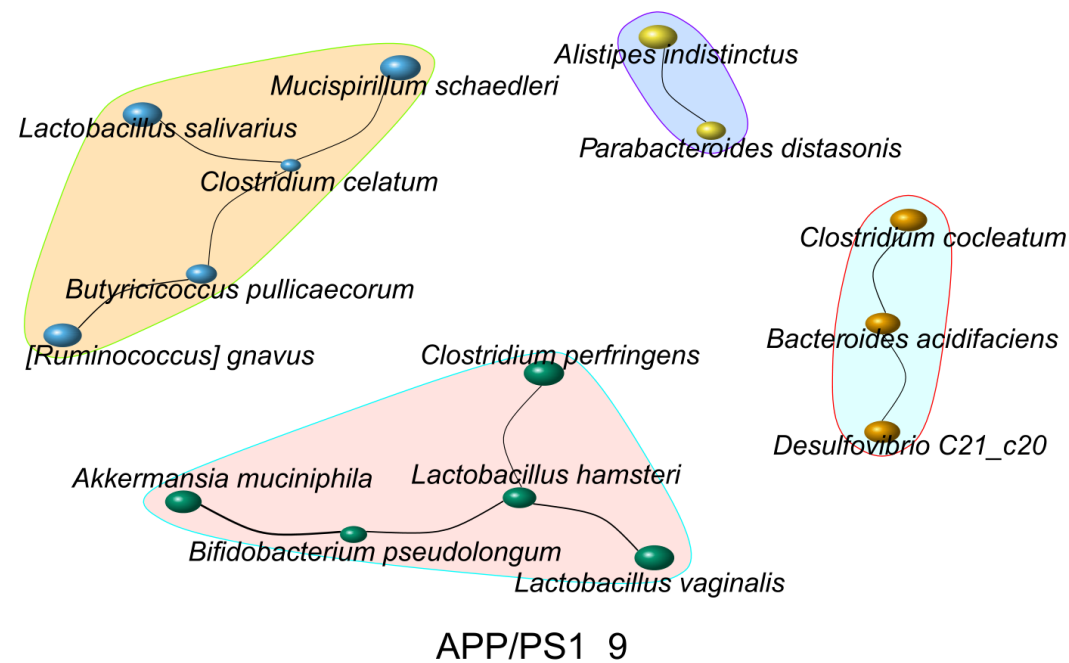 Alistipes indistinctus
Mucispirillum schaedleri
Lactobacillus salivarius
Parabacteroides distasonis
Clostridium celatum
Clostridium cocleatum
Butyricicoccus pullicaecorum
Bacteroides acidifaciens
[Ruminococcus] gnavus
Clostridium perfringens
Desulfovibrio C21_c20
Akkermansia muciniphila
Lactobacillus hamsteri
Bifidobacterium pseudolongum
Lactobacillus vaginalis
APP/PS1 9